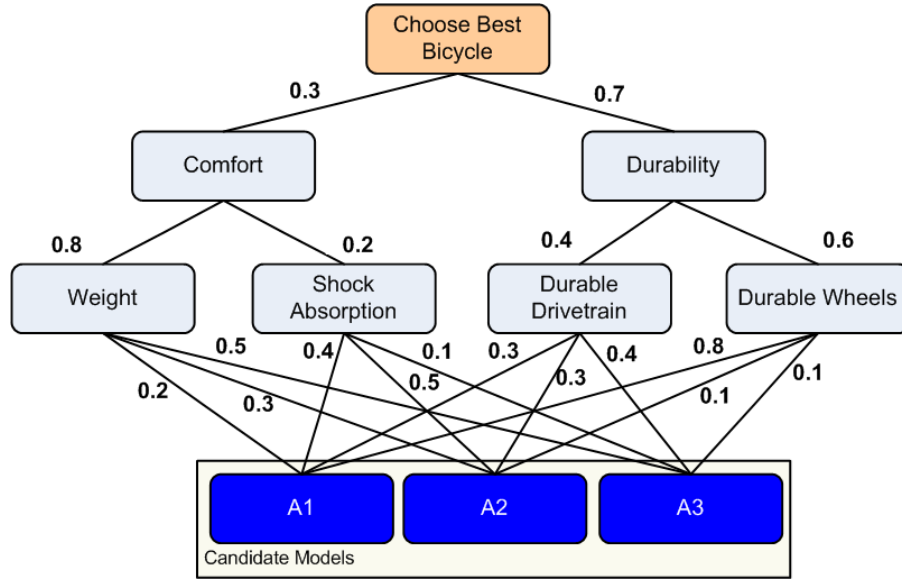 Choose Best
Bicycle
0.3
0.7
Comfort
Durability
0.8
0.2
0.4
0.6
Weight
Shock
Absorption
Durable
Drivetrain
Durable Wheels
0.5
0.4
0.1
0.3
0.4
0.8
0.2
0.3
0.5
0.3
0.1
0.1
A1
A2
A3
Candidate Models